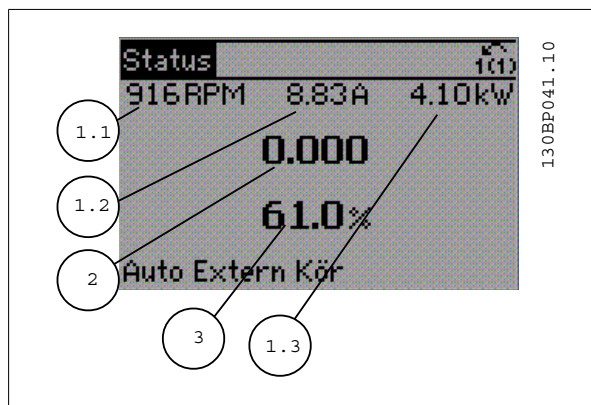 Status
1(1)
916RPM 8.83A 4.10kW
0.000
61.0%
Auto Extern Kör
1.1
1.2
2
3
1.3
130BP041.10